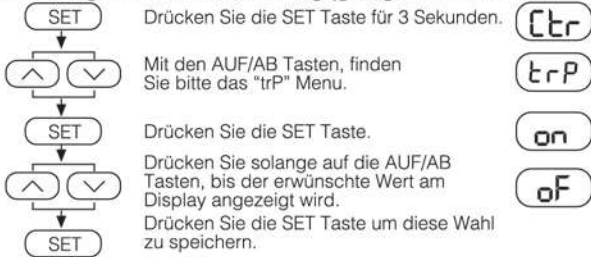 SET Drücken Sie die SET Taste für 3 Sekunden. Ctr
Mit den AUF/AB Tasten, finden
Sie bitte das "trP" Menu. trP
SET Drücken Sie die SET Taste. on
Drücken Sie solange auf die AUF/AB
Tasten, bis der erwünschte Wert am
Display angezeigt wird. oF
Drücken Sie die SET Taste um diese Wahl
SET zu speichern.